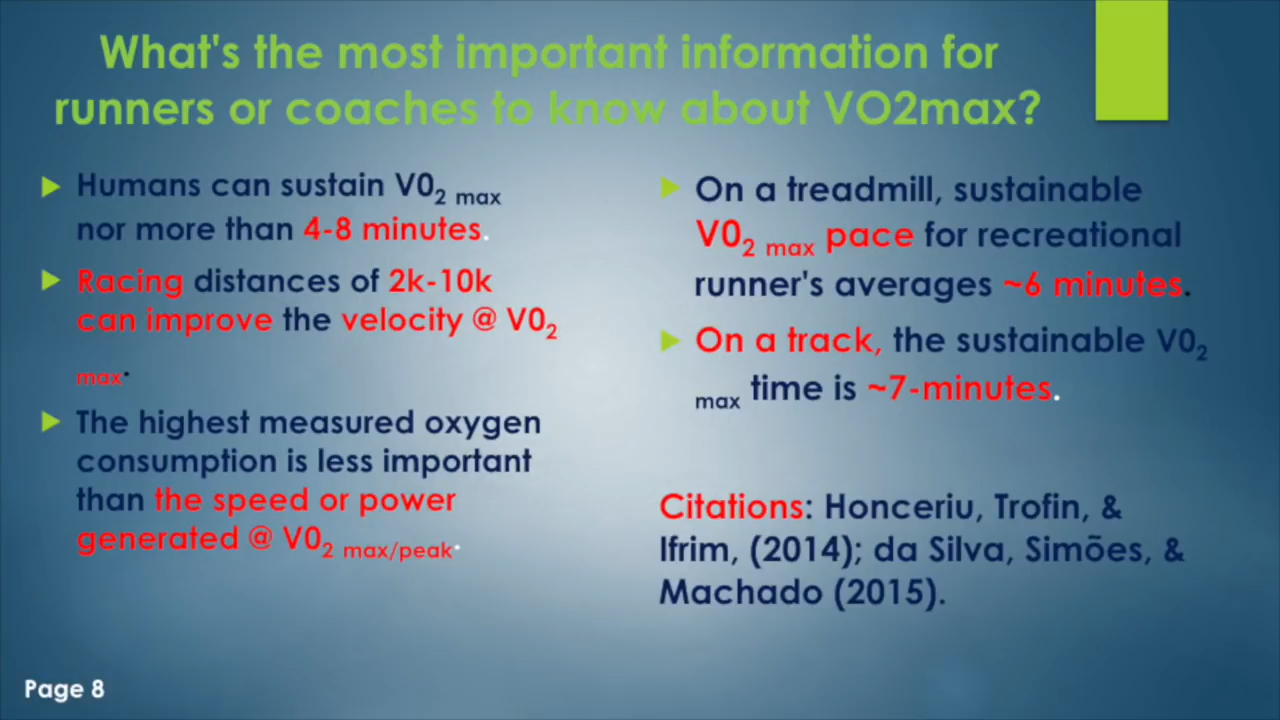 What's the most important information for
runners or coaches to know about VO2max?
Humans can sustain V0₂ max
nor more than 4-8 minutes.
Racing distances of 2k-10k
can improve the velocity @ V0₂
max.
The highest measured oxygen
consumption is less important
than the speed or power
generated @ V0₂ max/peak.
On a treadmill, sustainable
V0₂ max pace for recreational
runner's averages ~6 minutes.
On a track, the sustainable V0₂
max time is ~7-minutes.
Citations: Honceriu, Trofin, &
Ifrim, (2014); da Silva, Simões, &
Machado (2015).
Page 8